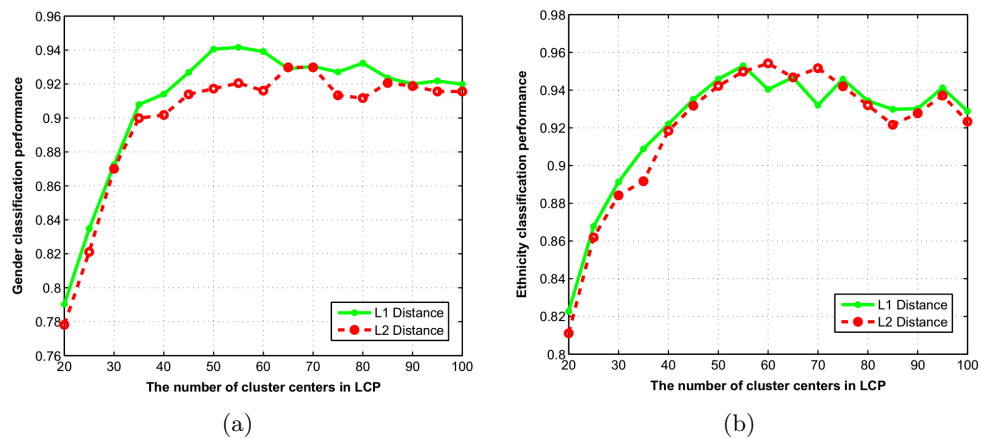 0.96
0.94
0.92
0.9
0.88
0.86
0.84
0.82
0.8
0.78
0.76
Gender classification performance
20 30 40 50 60 70 80 90 100
The number of cluster centers in LCP
L1 Distance
L2 Distance
(a)
0.98
0.96
0.94
0.92
0.9
0.88
0.86
0.84
0.82
0.8
Ethnicity classification performance
20 30 40 50 60 70 80 90 100
The number of cluster centers in LCP
L1 Distance
L2 Distance
(b)